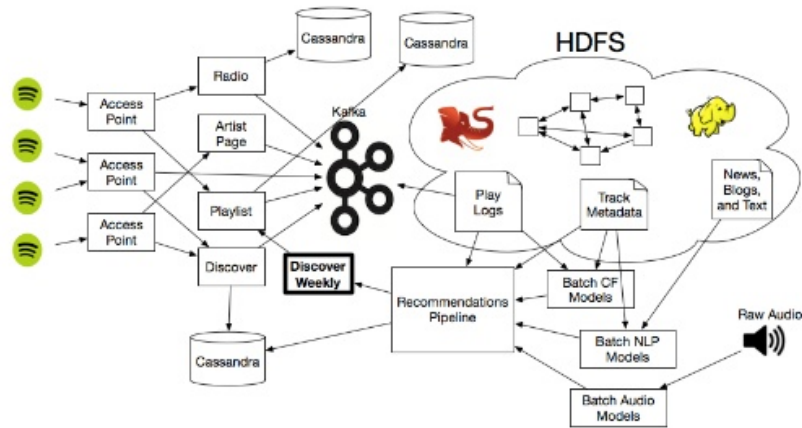 Cassandra
Cassandra
HDFS
Radio
Kafka
Access
Point
Artist
Page
Access
Point
Playlist
Play
Logs
Track
Metadata
News,
Blogs,
and Text
Access
Point
Discover
Discover
Weekly
Recommendations
Pipeline
Batch CF
Models
Raw Audio
Cassandra
Batch NLP
Models
Batch Audio
Models